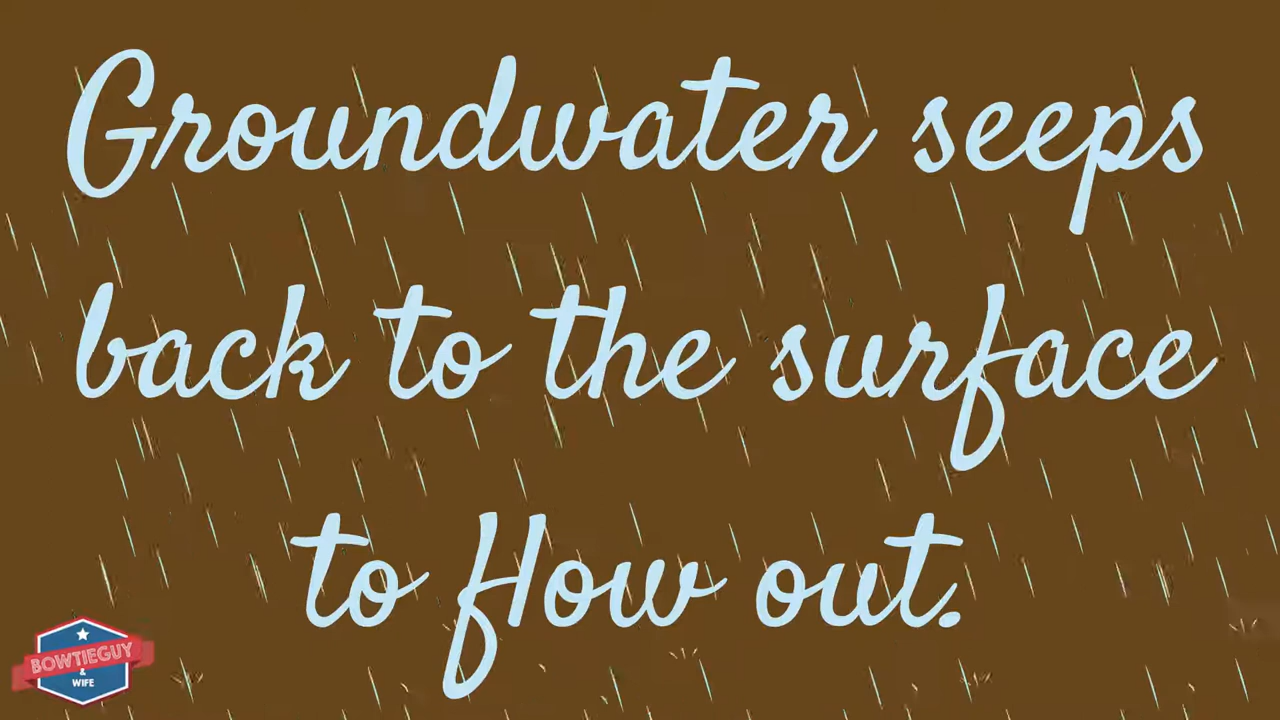 Groundwater seeps
back to the surface
to flow out.
BOWTIEGUY
&
WIFE